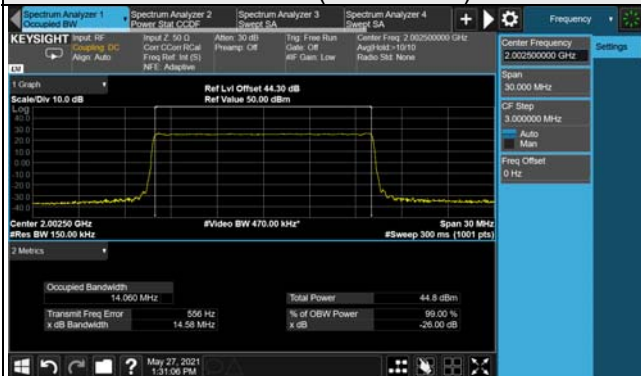 Spectrum Analyzer 1
Occupied BW
Spectrum Analyzer 2
Power Stat CCDF
Spectrum Analyzer 3
Swept SA
Spectrum Analyzer 4
Swept SA
+
Frequency
KEYSIGHT
Input: RF
Coupling: DC
Align: Auto
Input Z: 50 Ω
Corr CCorr RCal
Freq Ref: Int (S)
NFE: Adaptive
Atten: 30 dB
Preamp: Off
Trig: Free Run
Gate: Off
#IF Gain: Low
Center Freq: 2.002500000 GHz
Avg|Hold:>10/10
Radio Std: None
LXI
Center Frequency
2.002500000 GHz
Settings
Span
30.000 MHz
CF Step
3.000000 MHz
Auto
Man
Freq Offset
0 Hz
1 Graph
Scale/Div 10.0 dB
Ref Lvl Offset 44.30 dB
Ref Value 50.00 dBm
Log
40.0
30.0
20.0
10.0
0.00
-10.0
-20.0
-30.0
-40.0
Center 2.00250 GHz
#Res BW 150.00 kHz
#Video BW 470.00 kHz*
Span 30 MHz
#Sweep 300 ms (1001 pts)
2 Metrics
Occupied Bandwidth
14.060 MHz
Total Power 44.8 dBm
Transmit Freq Error 556 Hz
% of OBW Power 99.00 %
x dB Bandwidth 14.58 MHz
x dB -26.00 dB
?
May 27, 2021
1:31:06 PM